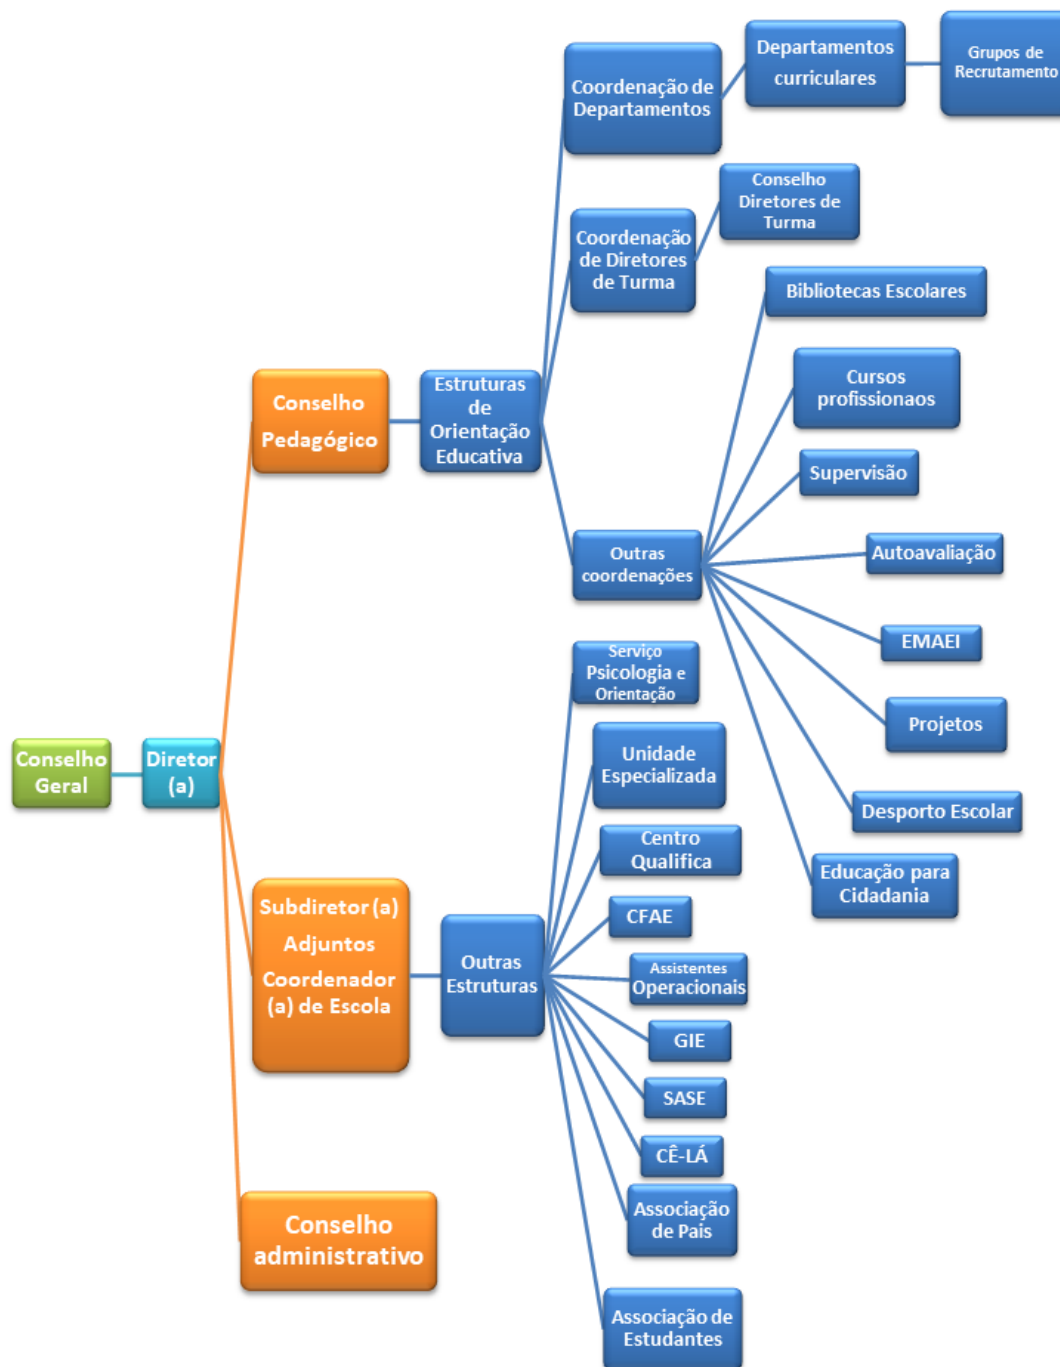 Conselho
Geral
Diretor
(a)
Conselho
Pedagógico
Estruturas
de
Orientação
Educativa
Coordenação de
Departamentos
Departamentos
curriculares
Grupos de
Recrutamento
Coordenação
de Diretores
de Turma
Conselho
Diretores de
Turma
Outras
coordenações
Bibliotecas Escolares
Cursos
profissionaos
Supervisão
Autoavaliação
EMAEI
Projetos
Desporto Escolar
Educação para
Cidadania
Subdiretor (a)
Adjuntos
Coordenador
(a) de Escola
Outras
Estruturas
Serviço
Psicologia e
Orientação
Unidade
Especializada
Centro
Qualifica
CFAE
Assistentes
Operacionais
GIE
SASE
CÊ-LÁ
Associação
de Pais
Associação de
Estudantes
Conselho
administrativo